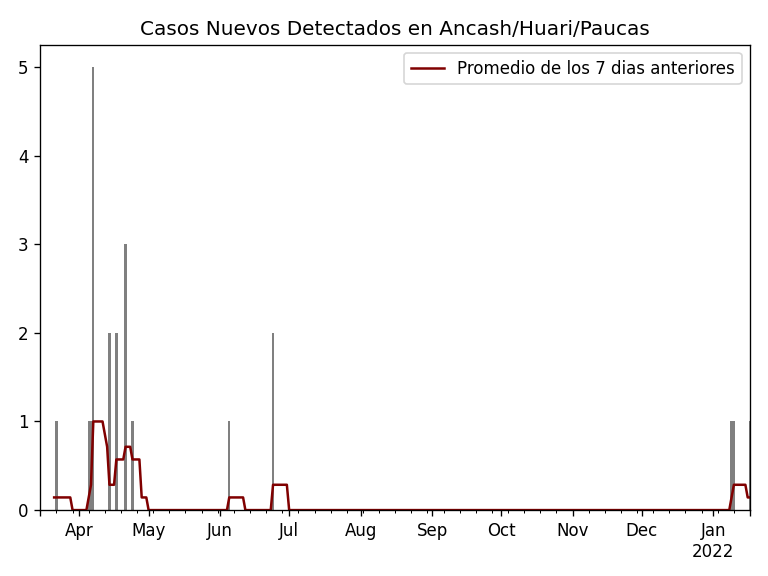 Casos Nuevos Detectados en Ancash/Huari/Paucas
Promedio de los 7 dias anteriores
5
4
3
2
1
0
Apr May Jun Jul Aug Sep Oct Nov Dec Jan
2022